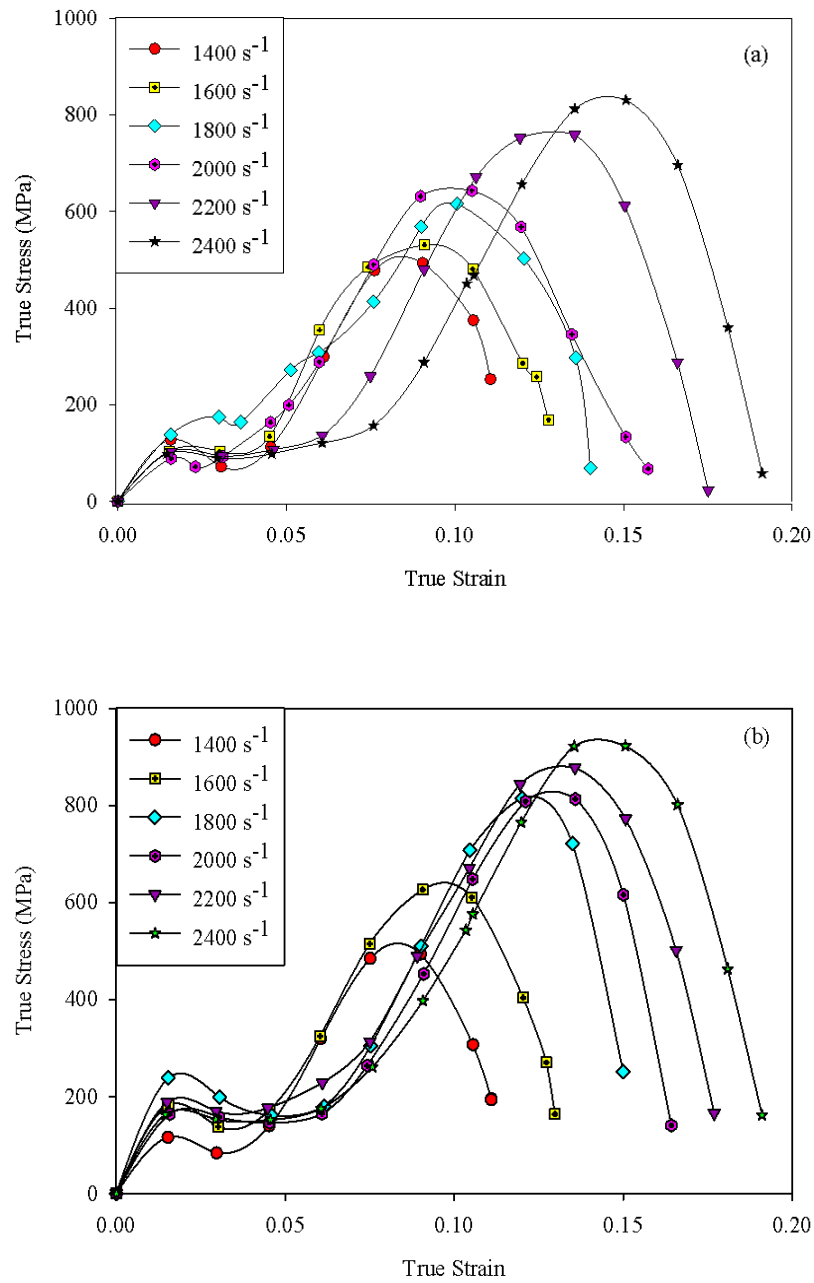 1000
800
600
400
200
0
True Stress (MPa)
1400 s⁻¹
1600 s⁻¹
1800 s⁻¹
2000 s⁻¹
2200 s⁻¹
2400 s⁻¹
(a)
0.00 0.05 0.10 0.15 0.20
True Strain
1000
800
600
400
200
0
True Stress (MPa)
1400 s⁻¹
1600 s⁻¹
1800 s⁻¹
2000 s⁻¹
2200 s⁻¹
2400 s⁻¹
(b)
0.00 0.05 0.10 0.15 0.20
True Strain